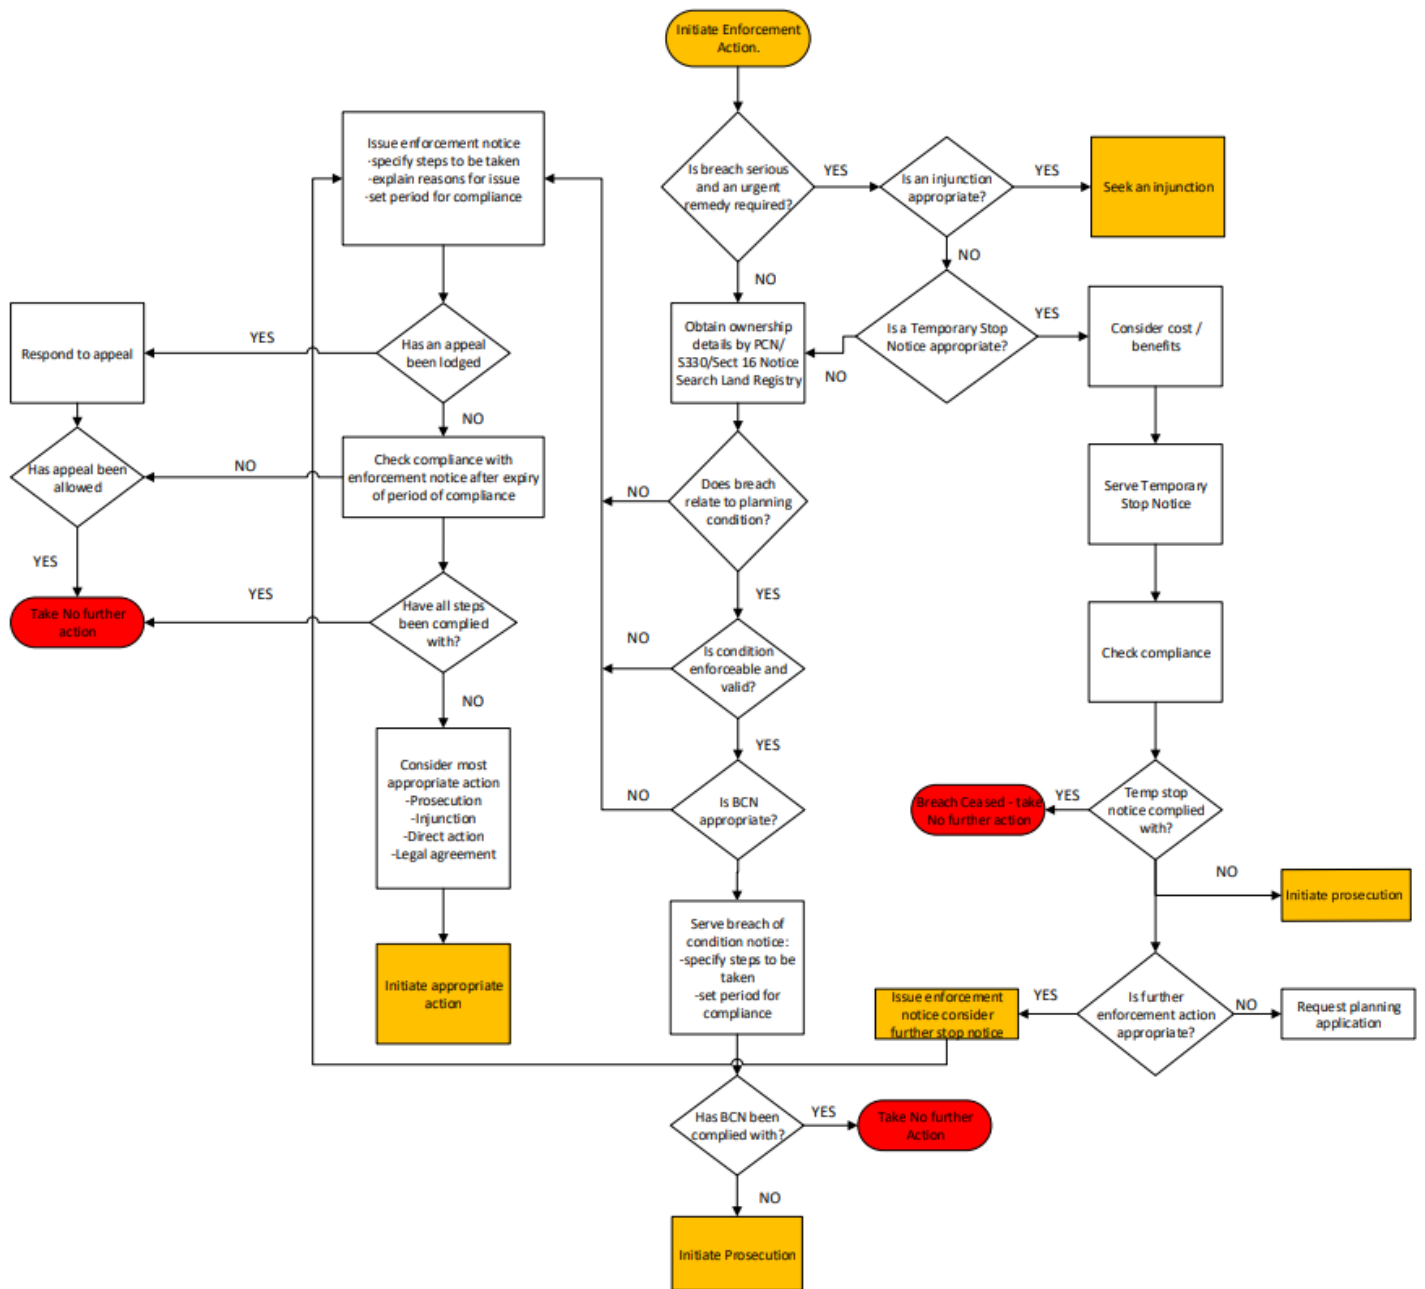 Initiate Enforcement
Action.
Issue enforcement notice
-specify steps to be taken
-explain reasons for issue
-set period for compliance
Is breach serious
and an urgent
remedy required?
YES
Is an injunction
appropriate?
YES
Seek an injunction
NO
NO
Respond to appeal
YES
Has an appeal
been lodged
Obtain ownership
details by PCN/
S330/Sect 16 Notice
Search Land Registry
NO
Is a Temporary Stop
Notice appropriate?
YES
Consider cost /
benefits
NO
Has appeal been
allowed
NO
Check compliance with
enforcement notice after expiry
of period of compliance
NO
Does breach
relate to planning
condition?
Serve Temporary
Stop Notice
YES
YES
Take No further
action
YES
Have all steps
been complied
with?
NO
Is condition
enforceable and
valid?
Check compliance
NO
YES
Consider most
appropriate action
-Prosecution
-Injunction
-Direct action
-Legal agreement
NO
Is BCN
appropriate?
Breach Ceased - take
No further action
YES
Temp stop
notice complied
with?
NO
Initiate prosecution
Serve breach of
condition notice:
-specify steps to be
taken
-set period for
compliance
Initiate appropriate
action
Issue enforcement
notice consider
further stop notice
YES
Is further
enforcement action
appropriate?
NO
Request planning
application
Has BCN been
complied with?
YES
Take No further
Action
NO
Initiate Prosecution